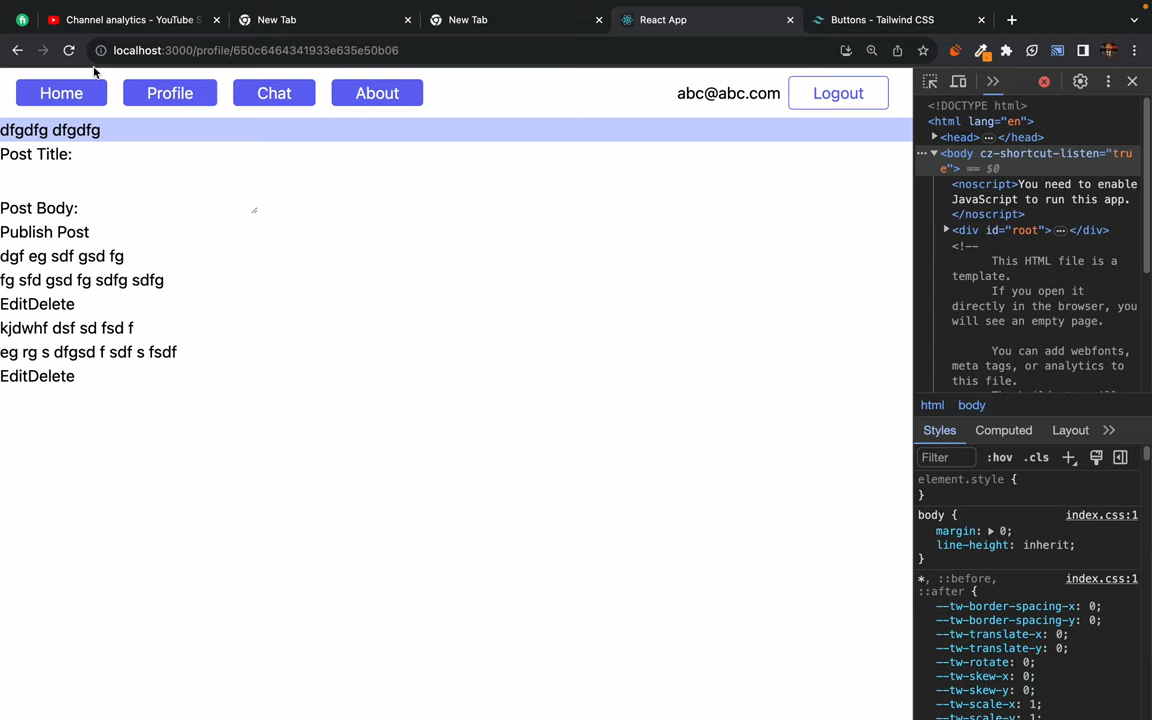 Channel analytics - YouTube S
New Tab
New Tab
React App
Buttons - Tailwind CSS
localhost:3000/profile/650c6464341933e635e50b06
Home
Profile
Chat
About
abc@abc.com
Logout
dfgdfg dfgdfg
Post Title:
Post Body:
Publish Post
dgf eg sdf gsd fg
fg sfd gsd fg sdfg sdfg
EditDelete
kjdwhf dsf sd fsd f
eg rg s dfgsd f sdf s fsdf
EditDelete
<!DOCTYPE html>
<html lang="en">
<head> ⋯ </head>
<body cz-shortcut-listen="tru
e"> == $0
<noscript>You need to enable
JavaScript to run this app.
</noscript>
<div id="root"> ⋯ </div>
<!--
This HTML file is a
template.
If you open it
directly in the browser, you
will see an empty page.
You can add webfonts,
meta tags, or analytics to
this file.
html
body
Styles
Computed
Layout
Filter
:hov
.cls
element.style {
}
body {
index.css:1
margin: 0;
line-height: inherit;
}
*, ::before,
index.css:1
::after {
--tw-border-spacing-x: 0;
--tw-border-spacing-y: 0;
--tw-translate-x: 0;
--tw-translate-y: 0;
--tw-rotate: 0;
--tw-skew-x: 0;
--tw-skew-y: 0;
--tw-scale-x: 1;
--tw-scale-y: 1;